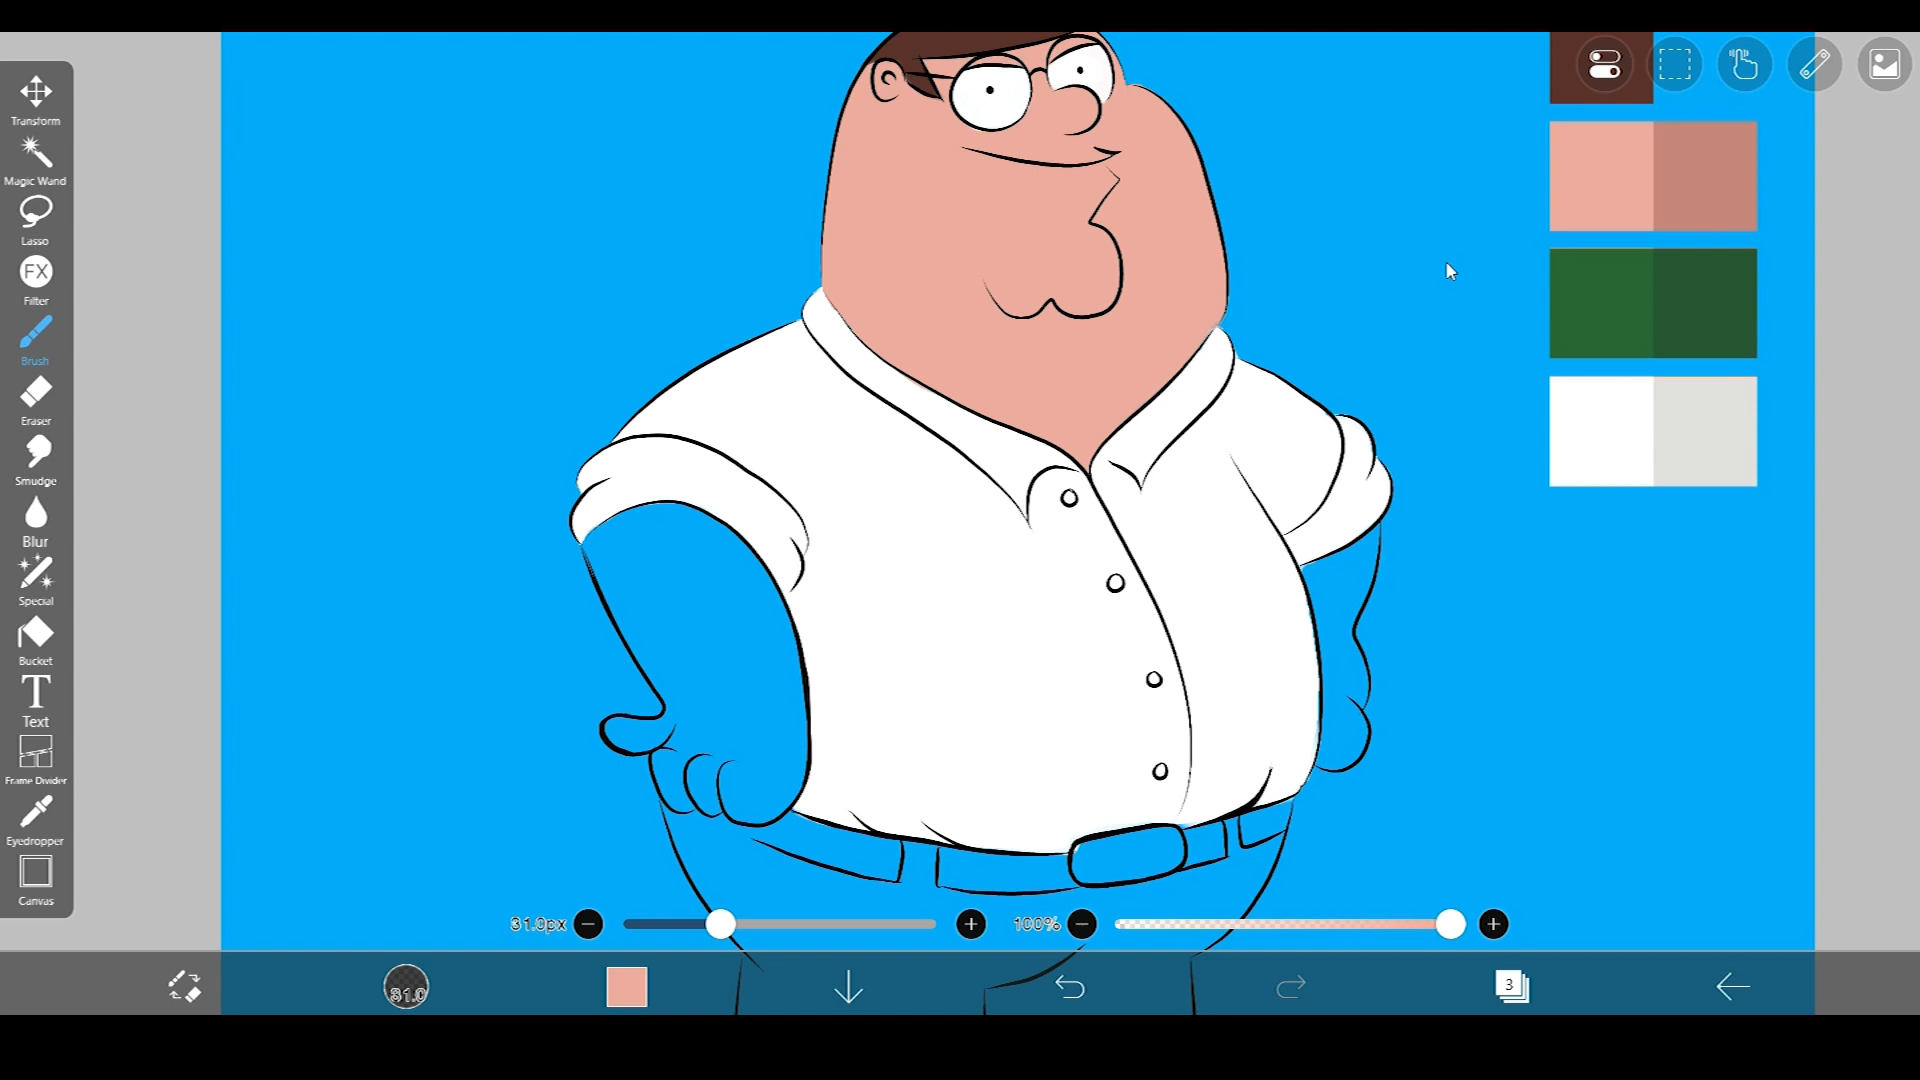 Transform
Magic Wand
Lasso
FX
Filter
Brush
Eraser
Smudge
Blur
Special
Bucket
T
Text
Frame Divider
Eyedropper
Canvas
31.0px
100%
31.0
3